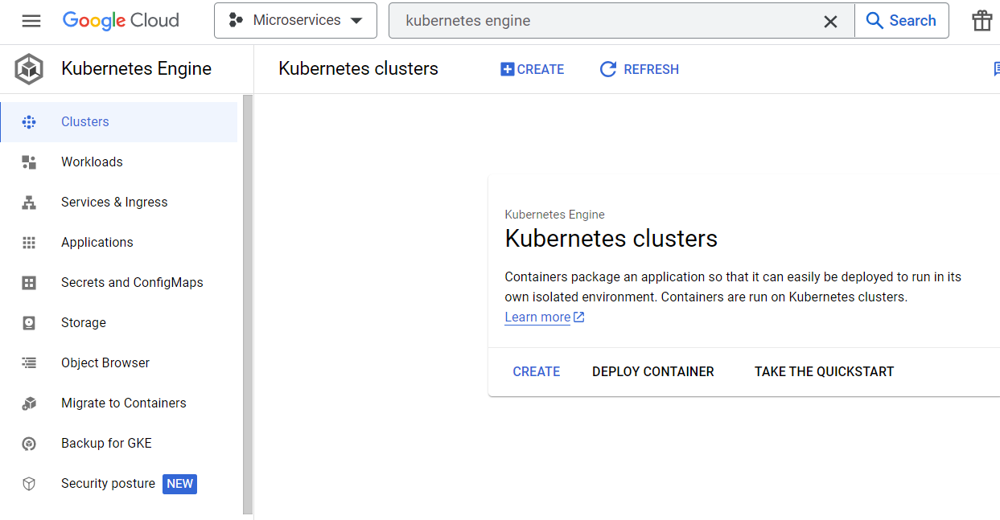 Google Cloud
Microservices
kubernetes engine
Search
Kubernetes Engine
Kubernetes clusters
CREATE
REFRESH
Clusters
Workloads
Services & Ingress
Applications
Secrets and ConfigMaps
Storage
Object Browser
Migrate to Containers
Backup for GKE
Security posture NEW
Kubernetes Engine
Kubernetes clusters
Containers package an application so that it can easily be deployed to run in its
own isolated environment. Containers are run on Kubernetes clusters.
Learn more
CREATE
DEPLOY CONTAINER
TAKE THE QUICKSTART